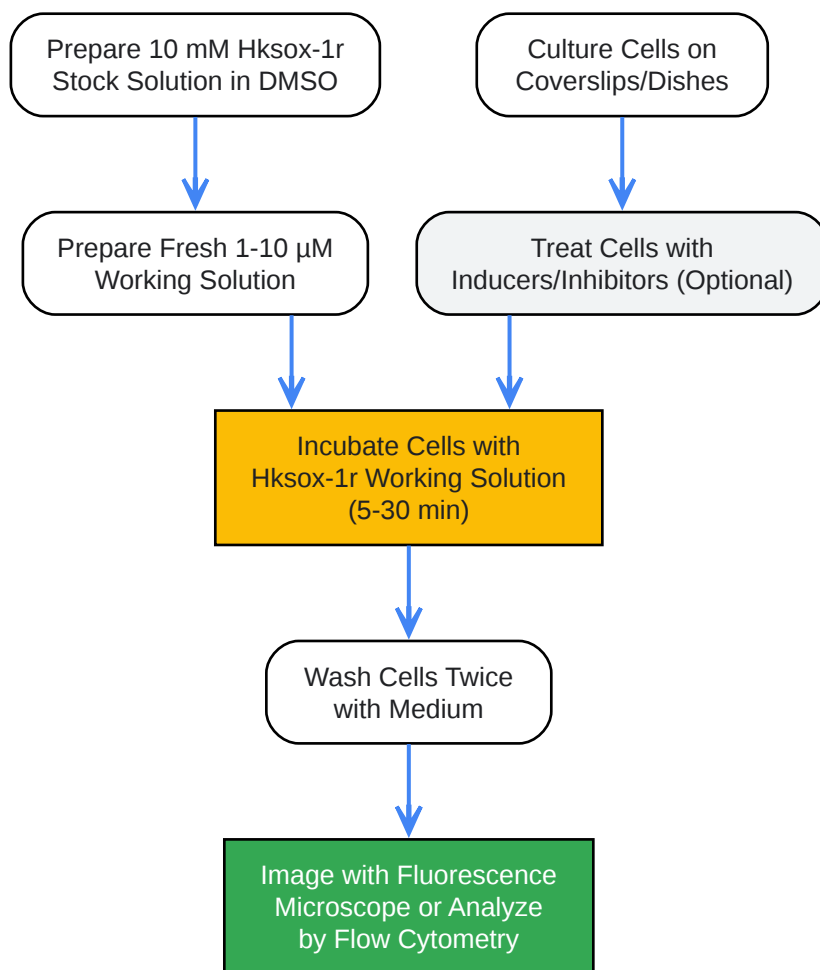 Prepare 10 mM Hksox-1r
Stock Solution in DMSO
Culture Cells on
Coverslips/Dishes
Prepare Fresh 1-10 µM
Working Solution
Treat Cells with
Inducers/Inhibitors (Optional)
Incubate Cells with
Hksox-1r Working Solution
(5-30 min)
Wash Cells Twice
with Medium
Image with Fluorescence
Microscope or Analyze
by Flow Cytometry